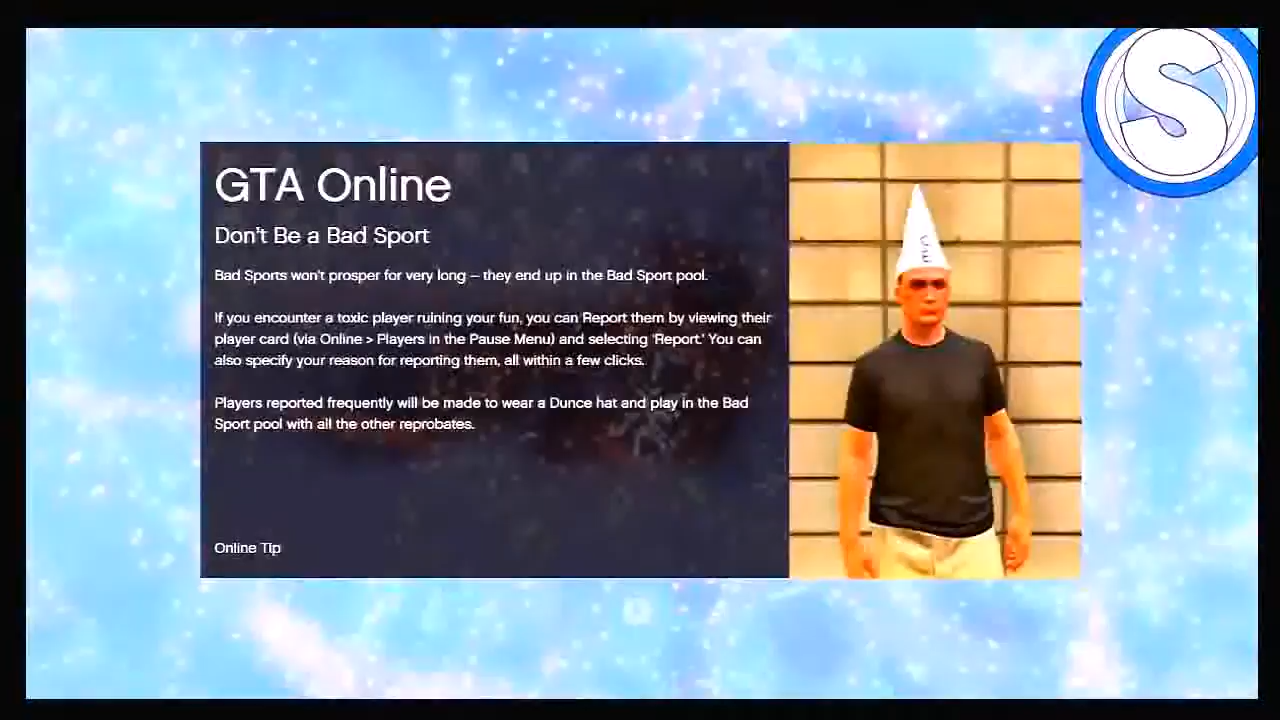 S
GTA Online
Don't Be a Bad Sport
Bad Sports won't prosper for very long – they end up in the Bad Sport pool.
If you encounter a toxic player ruining your fun, you can Report them by viewing their
player card (via Online > Players in the Pause Menu) and selecting 'Report.' You can
also specify your reason for reporting them, all within a few clicks.
Players reported frequently will be made to wear a Dunce hat and play in the Bad
Sport pool with all the other reprobates.
Online Tip